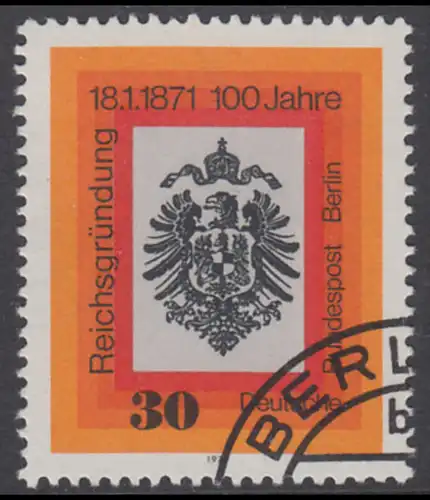 18.1.1871 100 Jahre
Reichsgründung
Deutsche
Bundespost Berlin
30
BERL
b